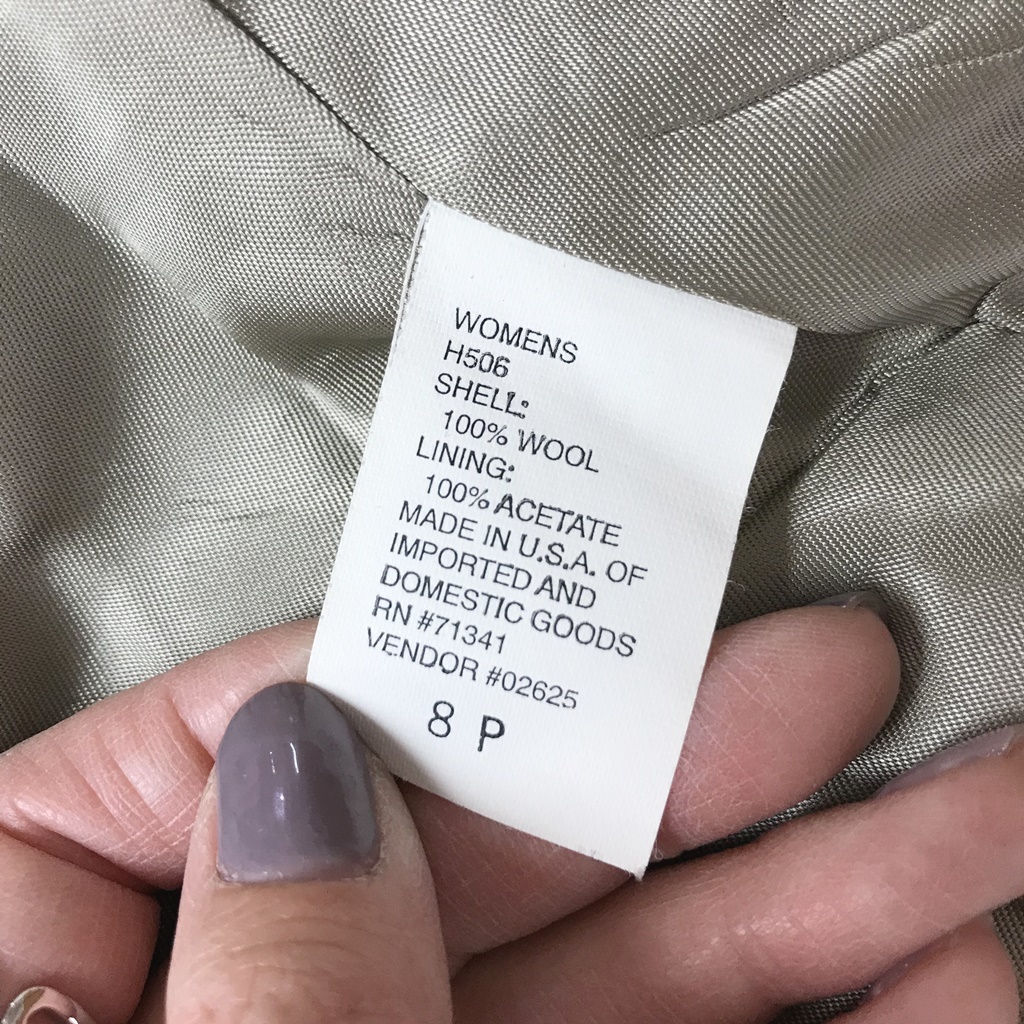 WOMENS
H506
SHELL:
100% WOOL
LINING:
100% ACETATE
MADE IN U.S.A. OF
IMPORTED AND
DOMESTIC GOODS
RN #71341
VENDOR #02625
8 P